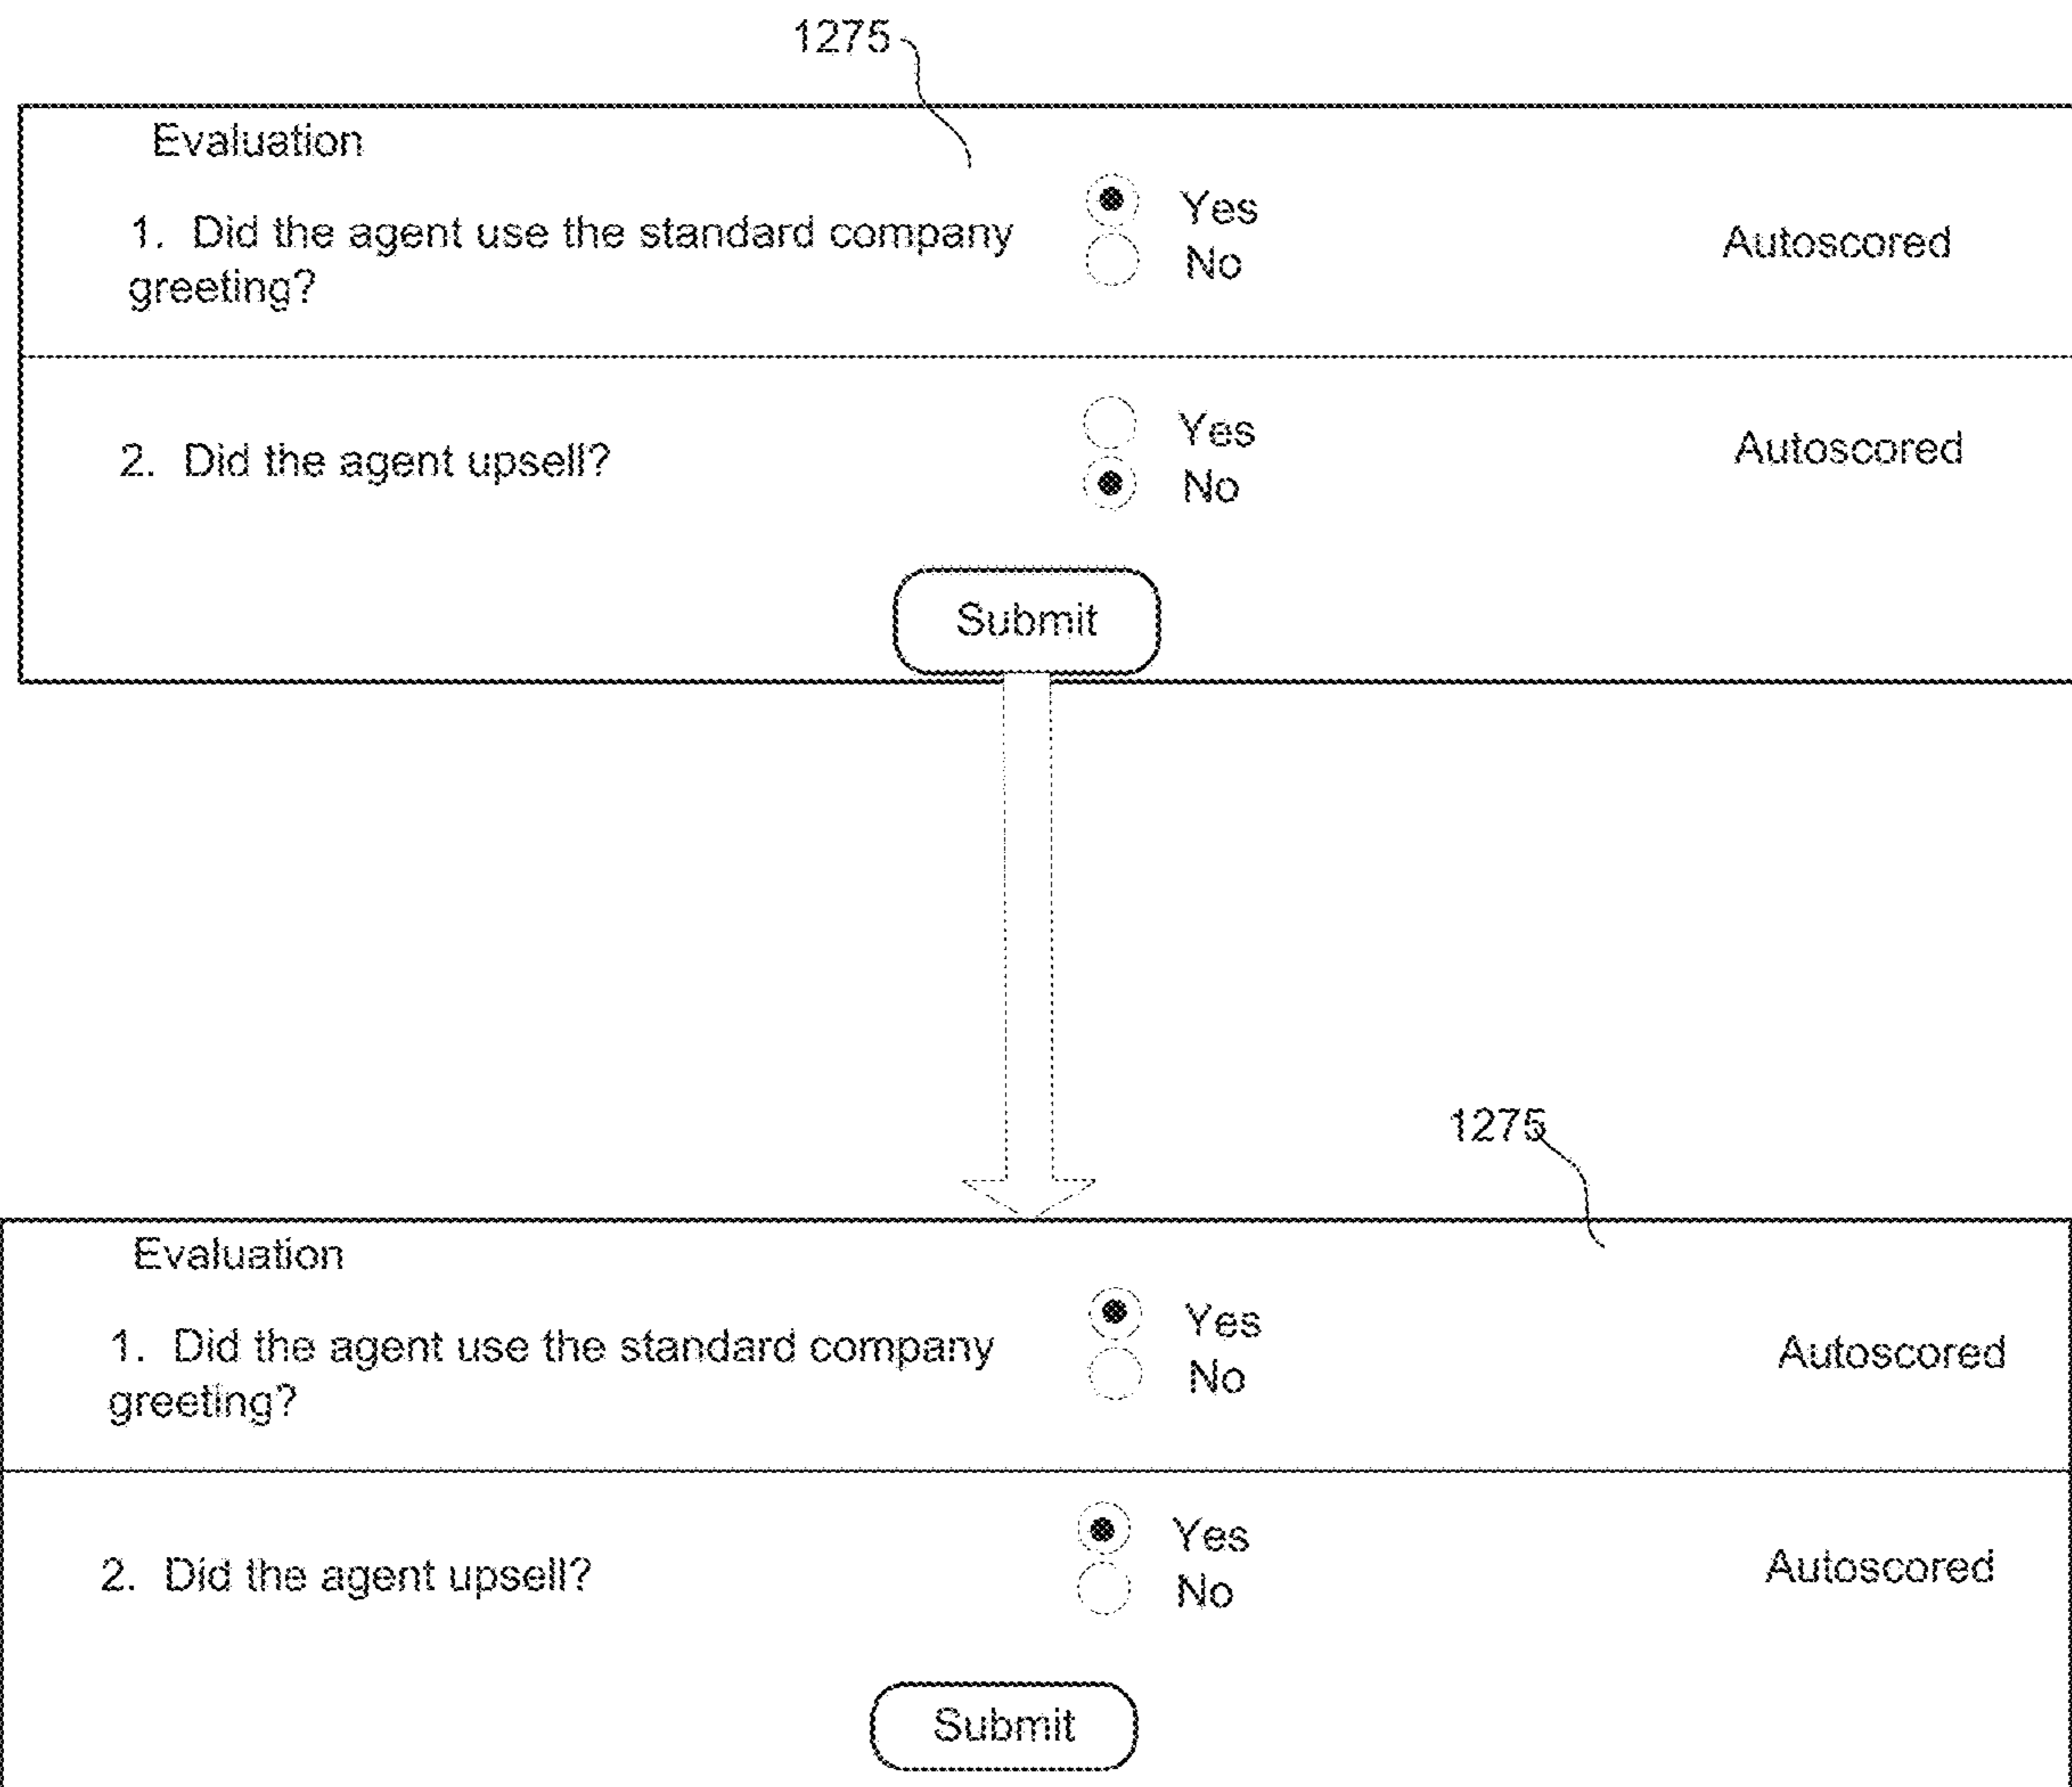 1275
Evaluation
1. Did the agent use the standard company
greeting?
Yes
No
Autoscored
2. Did the agent upsell?
Yes
No
Autoscored
Submit
1275
Evaluation
1. Did the agent use the standard company
greeting?
Yes
No
Autoscored
2. Did the agent upsell?
Yes
No
Autoscored
Submit